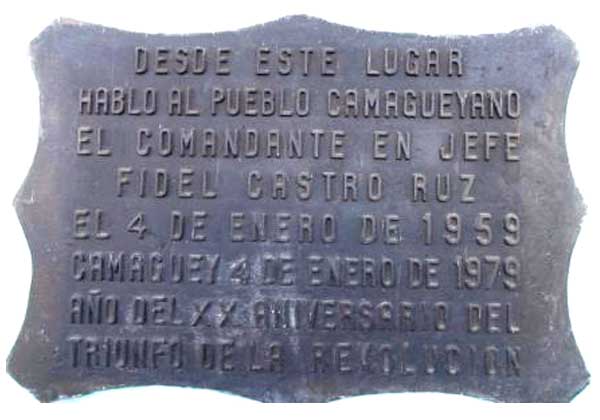 DESDE ESTE LUGAR
HABLO AL PUEBLO CAMAGUEYANO
EL COMANDANTE EN JEFE
FIDEL CASTRO RUZ
EL 4 DE ENERO DE 1959
CAMAGUEY 4 DE ENERO DE 1979
AÑO DEL XX ANIVERSARIO DEL
TRIUNFO DE LA REVOLUCION